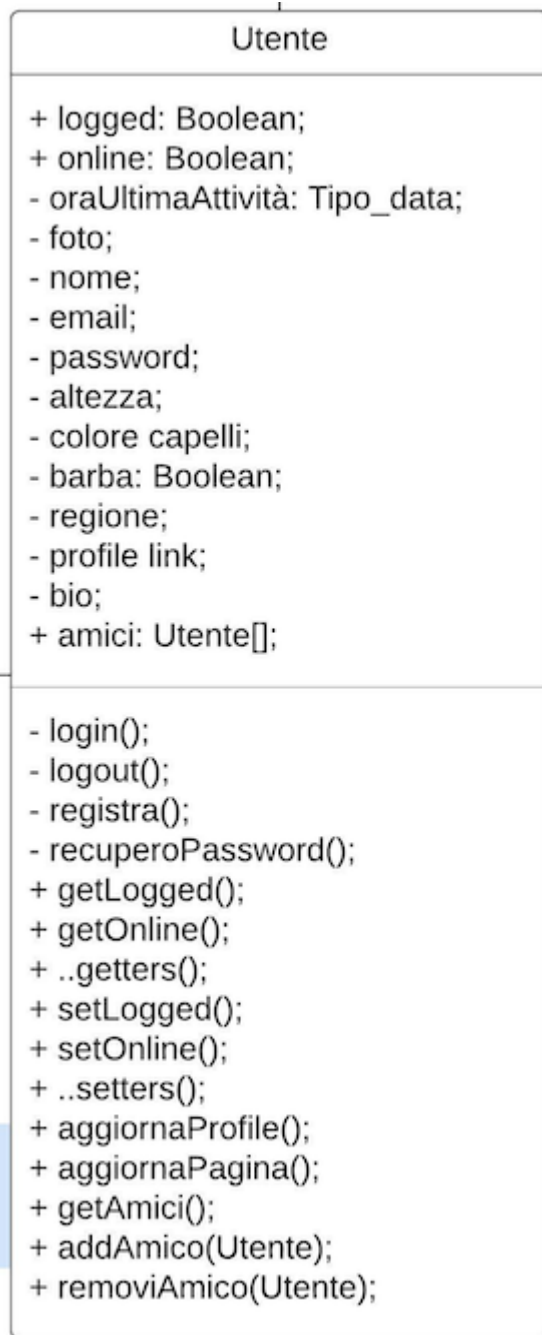 Utente
+ logged: Boolean;
+ online: Boolean;
- oraUltimaAttività: Tipo_data;
- foto;
- nome;
- email;
- password;
- altezza;
- colore capelli;
- barba: Boolean;
- regione;
- profile link;
- bio;
+ amici: Utente[];
- login();
- logout();
- registra();
- recuperoPassword();
+ getLogged();
+ getOnline();
+ ..getters();
+ setLogged();
+ setOnline();
+ ..setters();
+ aggiornaProfile();
+ aggiornaPagina();
+ getAmici();
+ addAmico(Utente);
+ removiAmico(Utente);